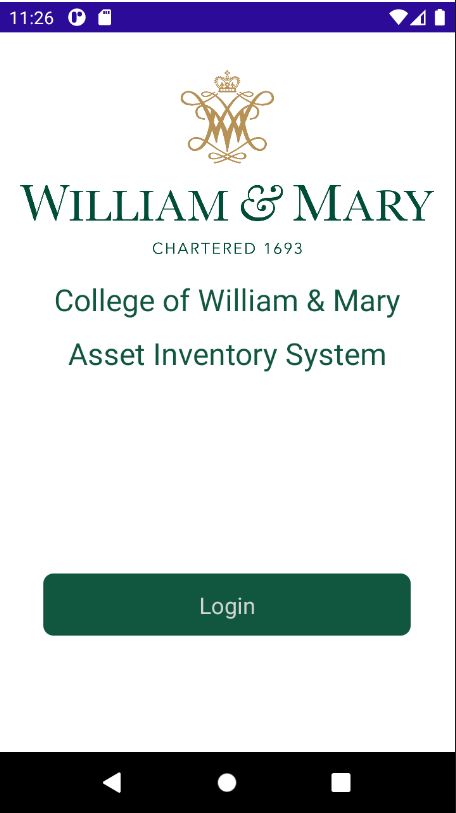 11:26
WILLIAM & MARY
CHARTERED 1693
College of William & Mary
Asset Inventory System
Login